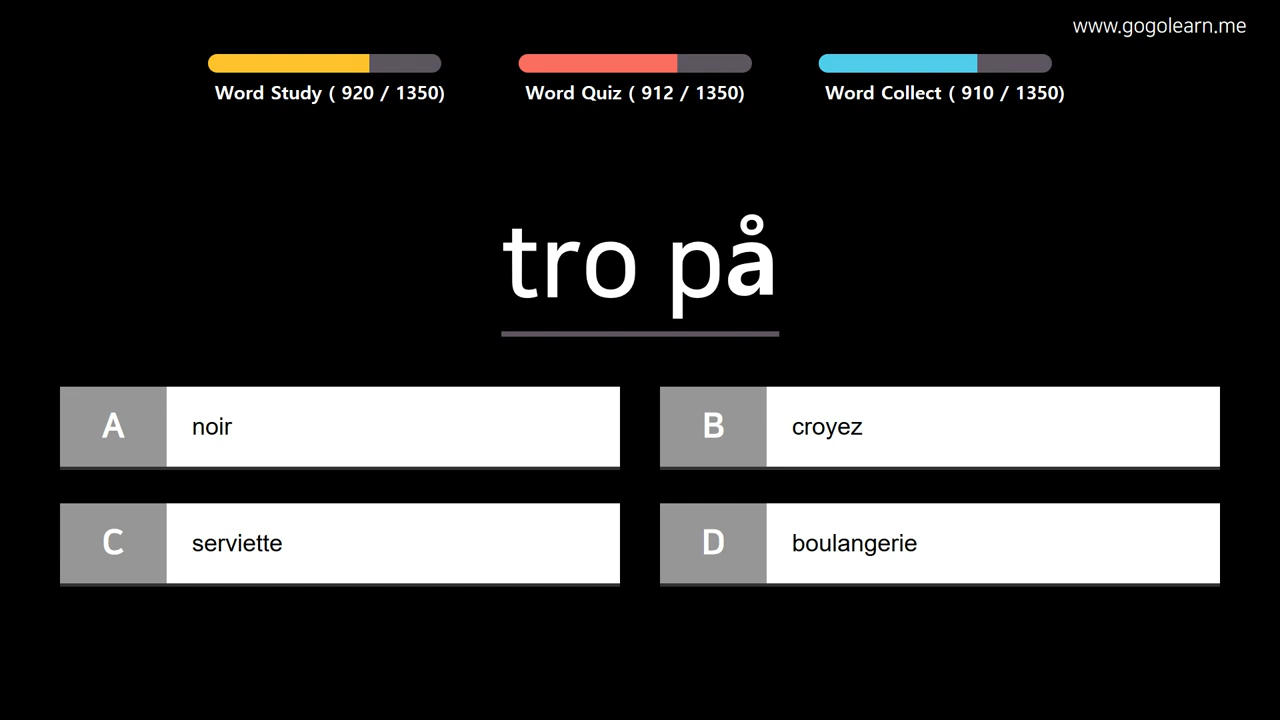 www.gogolearn.me
Word Study ( 920 / 1350)
Word Quiz ( 912 / 1350)
Word Collect ( 910 / 1350)
tro på
A noir
B croyez
C serviette
D boulangerie